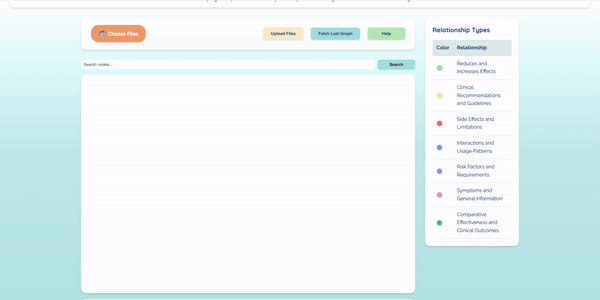 Choose Files
Upload Files
Fetch Last Graph
Help
Search nodes...
Search
Relationship Types
Color Relationship
Reduces and
Increases Effects
Clinical
Recommendations
and Guidelines
Side Effects and
Limitations
Interactions and
Usage Patterns
Risk Factors and
Requirements
Symptoms and
General Information
Comparative
Effectiveness and
Clinical Outcomes